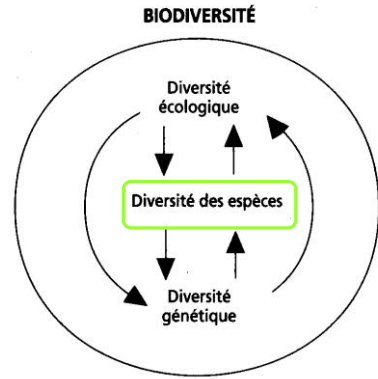 BIODIVERSITÉ
Diversité
écologique
Diversité des espèces
Diversité
génétique